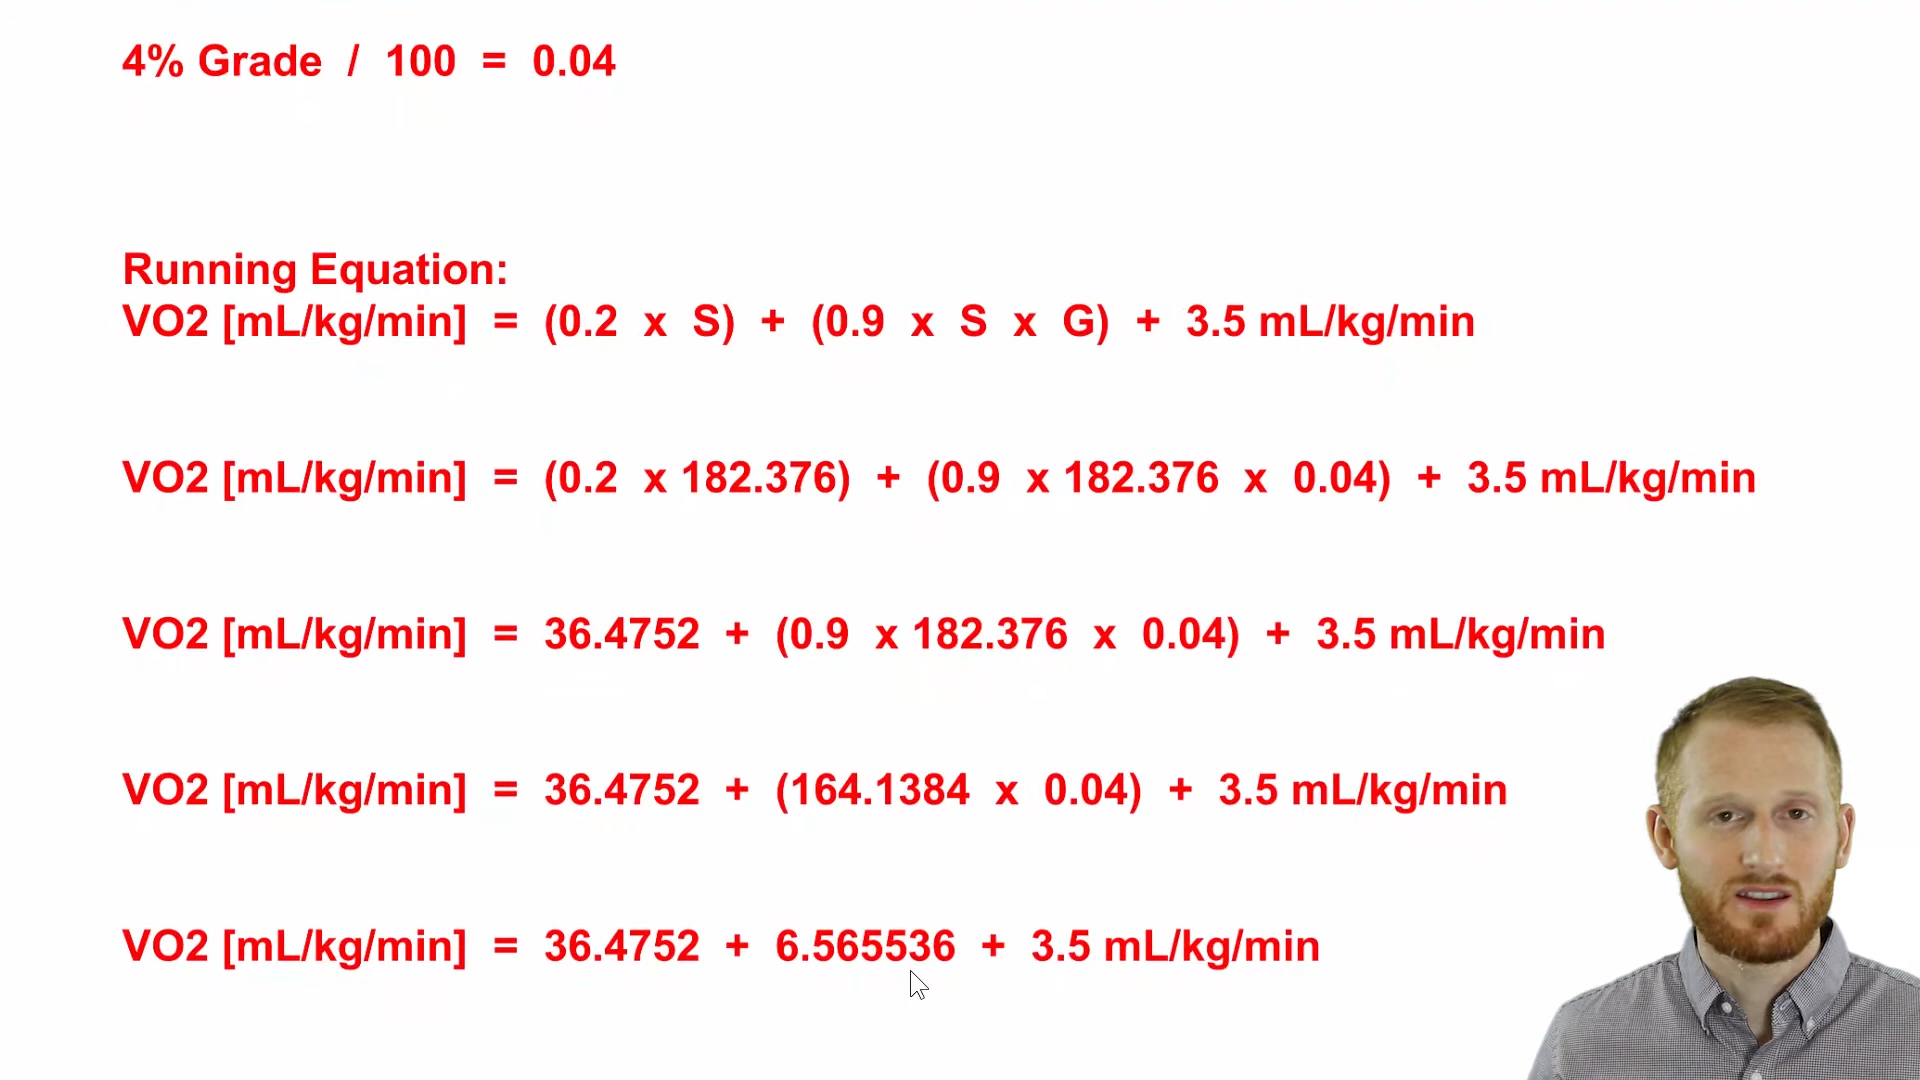 4% Grade / 100 = 0.04
Running Equation:
VO2 [mL/kg/min] = (0.2 x S) + (0.9 x S x G) + 3.5 mL/kg/min
VO2 [mL/kg/min] = (0.2 x 182.376) + (0.9 x 182.376 x 0.04) + 3.5 mL/kg/min
VO2 [mL/kg/min] = 36.4752 + (0.9 x 182.376 x 0.04) + 3.5 mL/kg/min
VO2 [mL/kg/min] = 36.4752 + (164.1384 x 0.04) + 3.5 mL/kg/min
VO2 [mL/kg/min] = 36.4752 + 6.565536 + 3.5 mL/kg/min